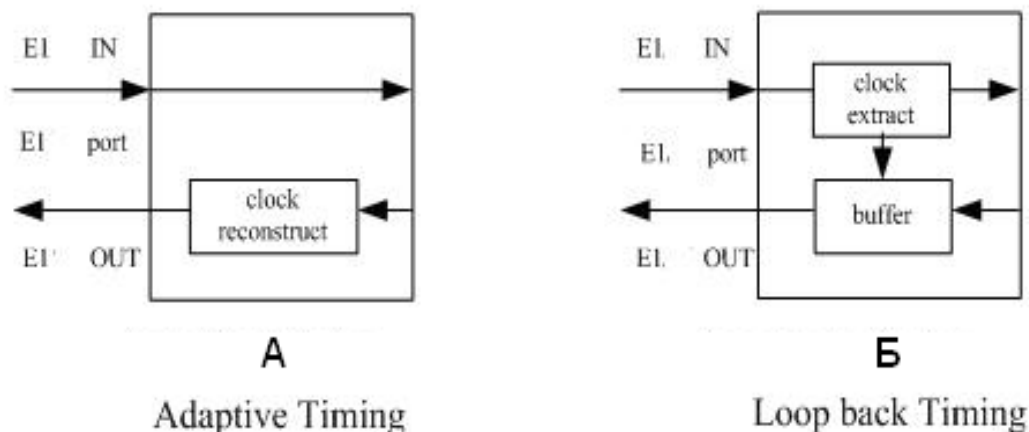 E1 IN
E1 port
clock
reconstruct
E1 OUT
А
Adaptive Timing
E1. IN
clock
extract
E1. port
buffer
E1. OUT
Б
Loop back Timing